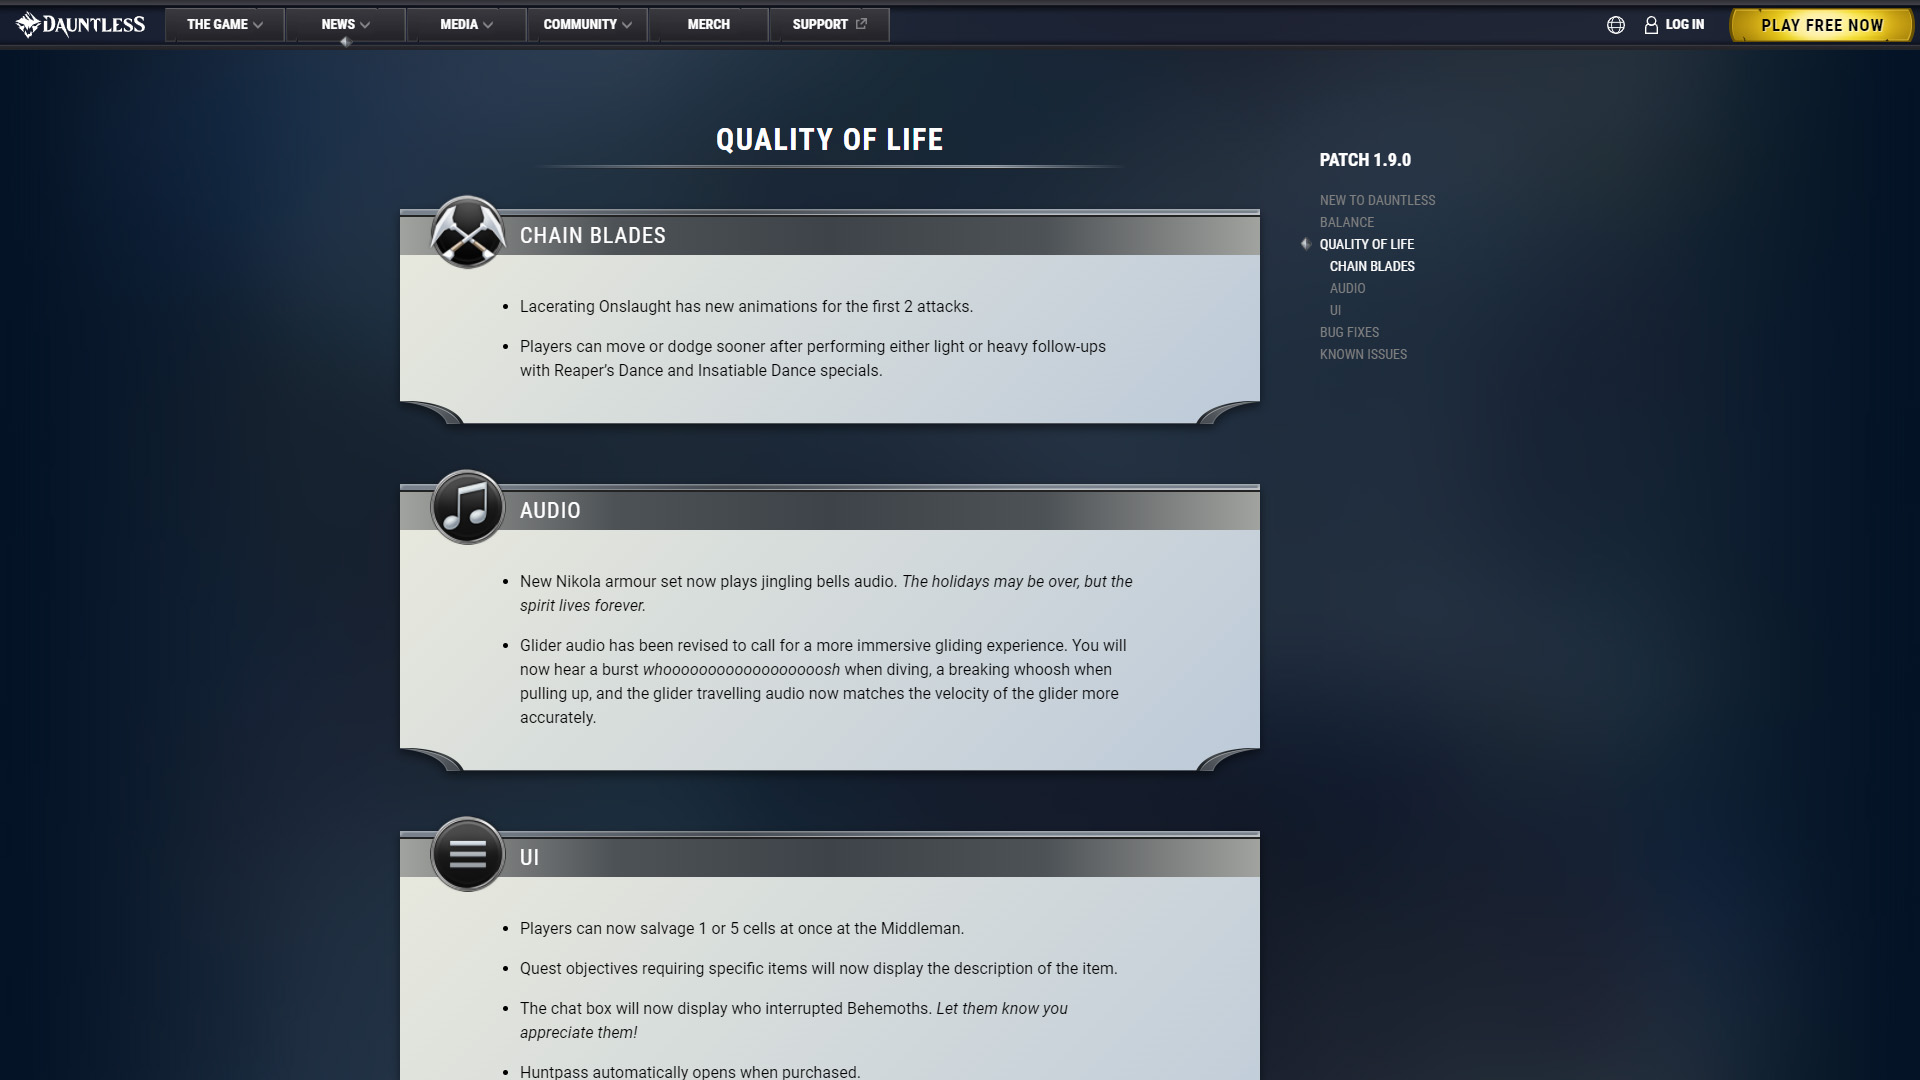 DAUNTLESS
THE GAME
NEWS
MEDIA
COMMUNITY
MERCH
SUPPORT
LOG IN
PLAY FREE NOW
QUALITY OF LIFE
CHAIN BLADES
• Lacerating Onslaught has new animations for the first 2 attacks.
• Players can move or dodge sooner after performing either light or heavy follow-ups
with Reaper’s Dance and Insatiable Dance specials.
AUDIO
• New Nikola armour set now plays jingling bells audio. The holidays may be over, but the
spirit lives forever.
• Glider audio has been revised to call for a more immersive gliding experience. You will
now hear a burst whoooooooooooooooooosh when diving, a breaking whoosh when
pulling up, and the glider travelling audio now matches the velocity of the glider more
accurately.
UI
• Players can now salvage 1 or 5 cells at once at the Middleman.
• Quest objectives requiring specific items will now display the description of the item.
• The chat box will now display who interrupted Behemoths. Let them know you
appreciate them!
• Huntpass automatically opens when purchased.
PATCH 1.9.0
NEW TO DAUNTLESS
BALANCE
QUALITY OF LIFE
CHAIN BLADES
AUDIO
UI
BUG FIXES
KNOWN ISSUES